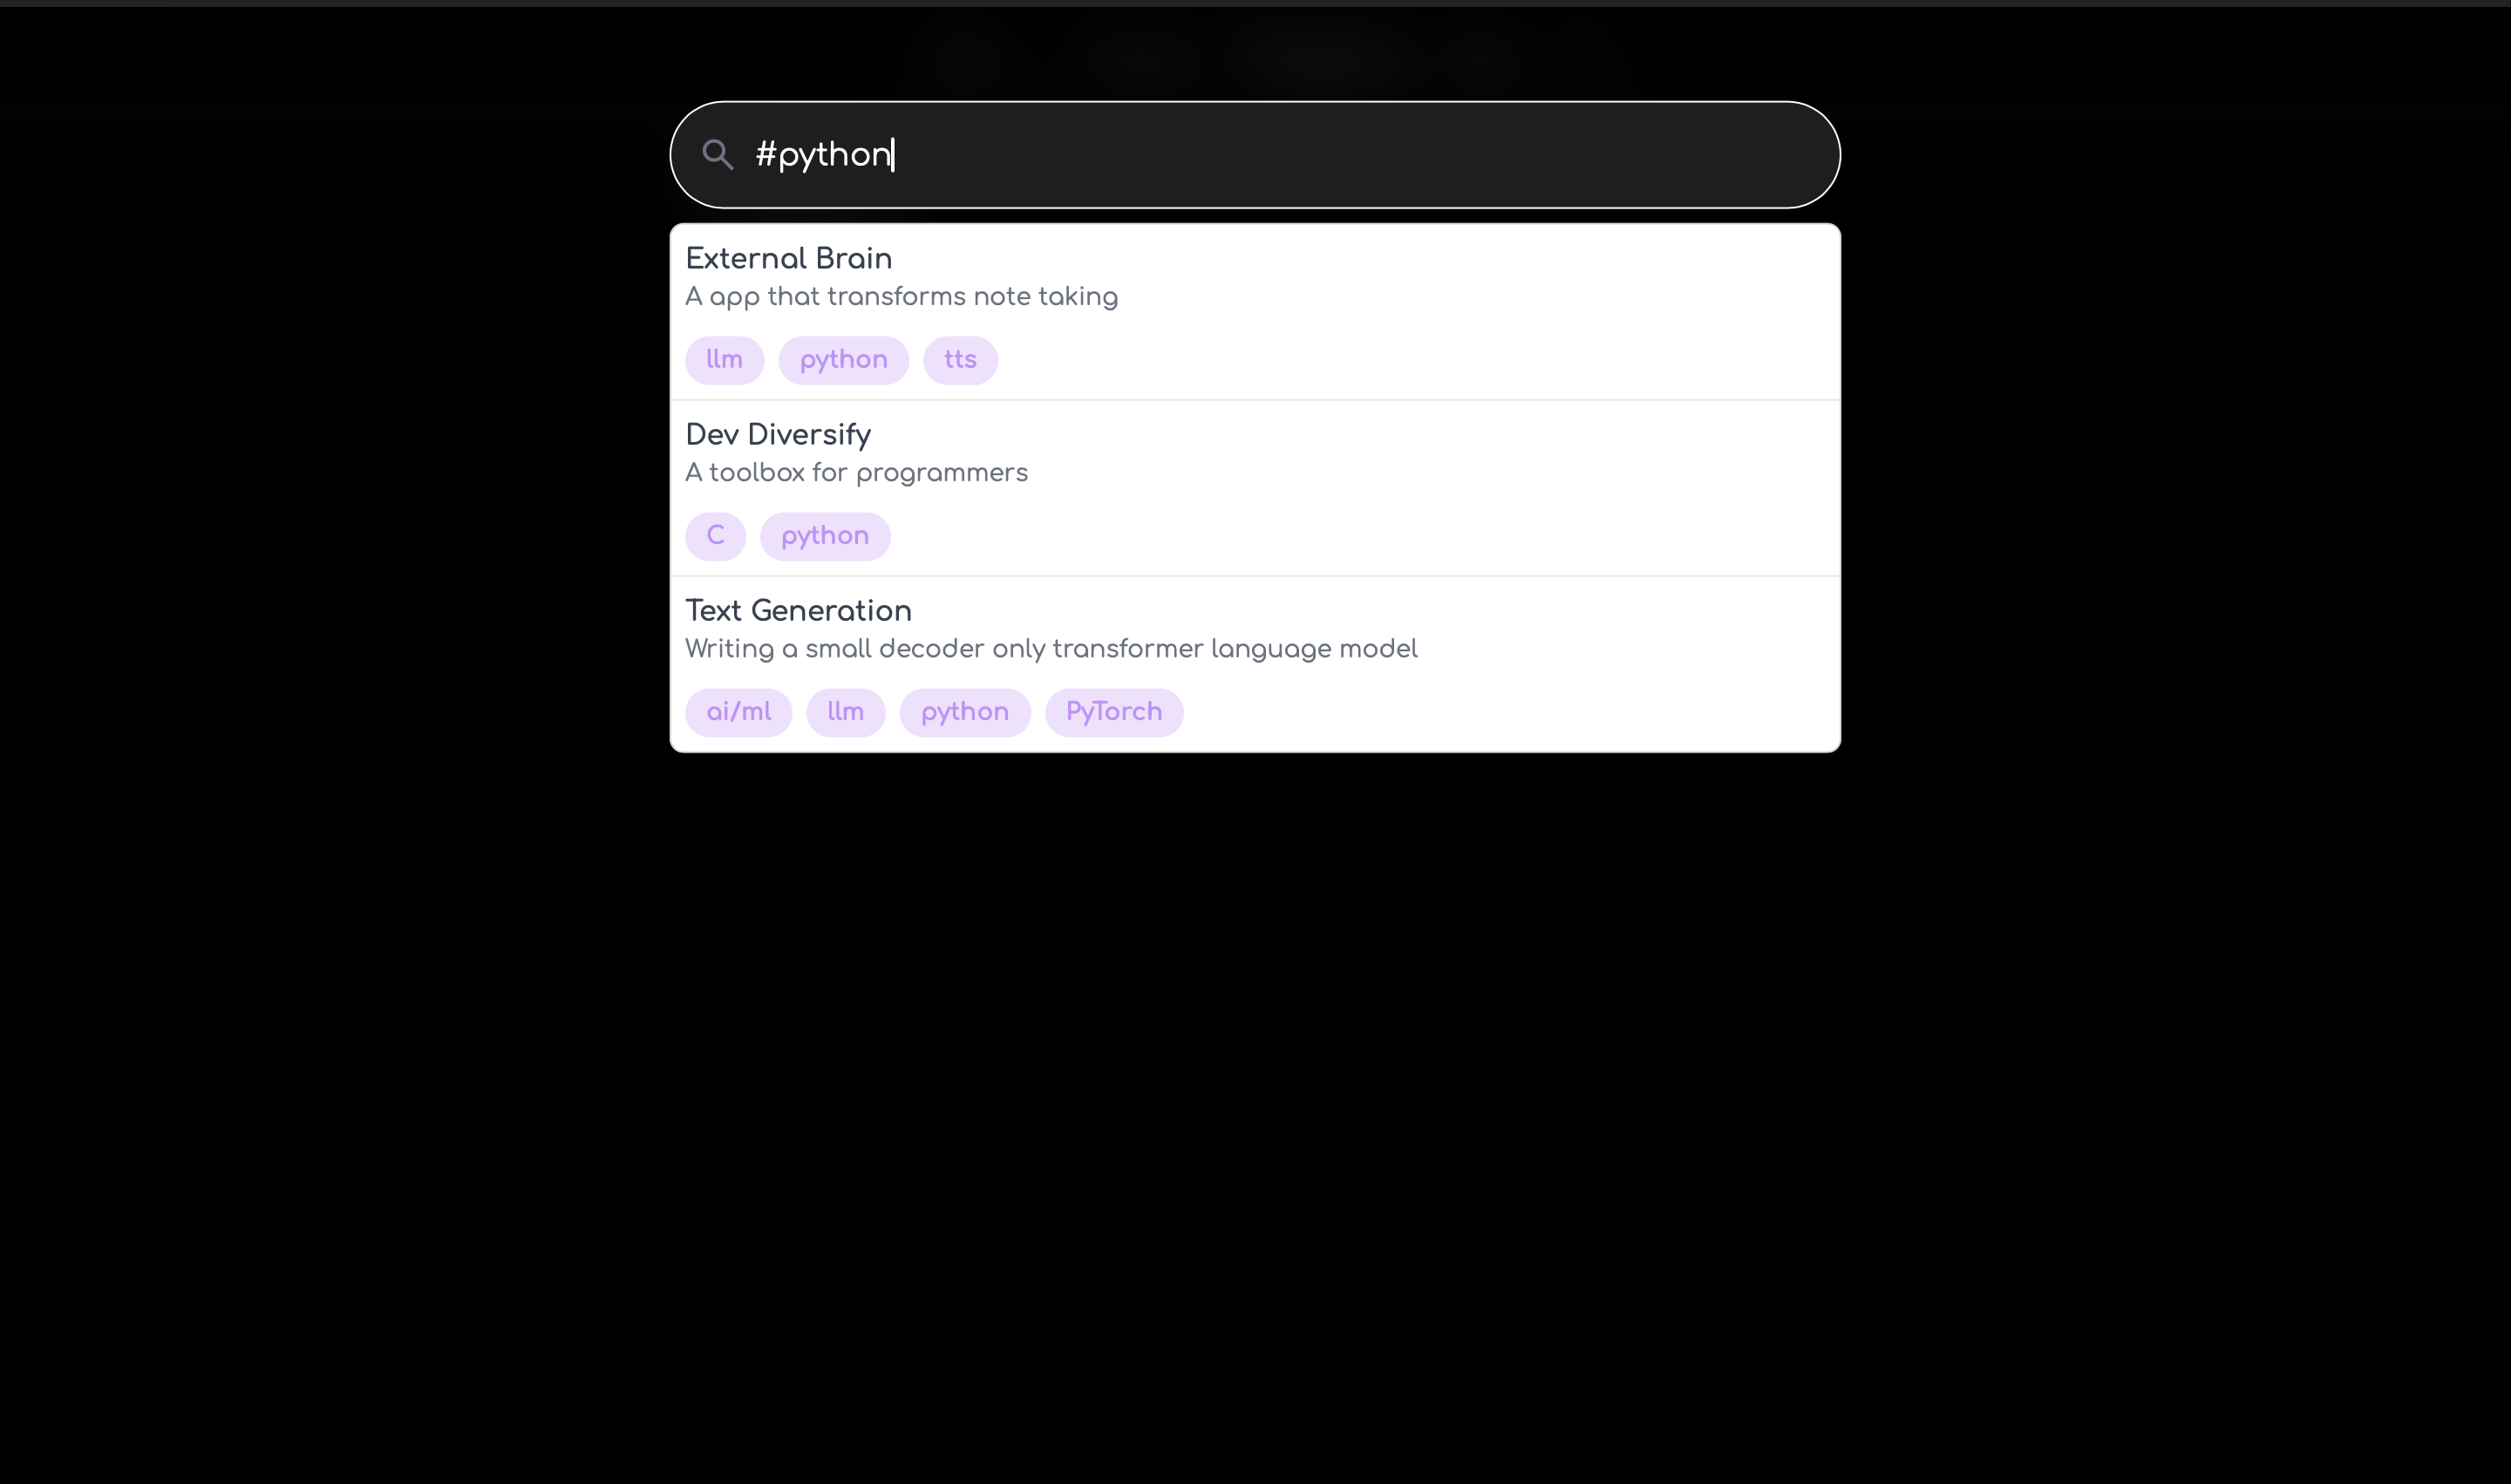 #python
External Brain
A app that transforms note taking
llm python tts
Dev Diversify
A toolbox for programmers
C python
Text Generation
Writing a small decoder only transformer language model
ai/ml llm python PyTorch